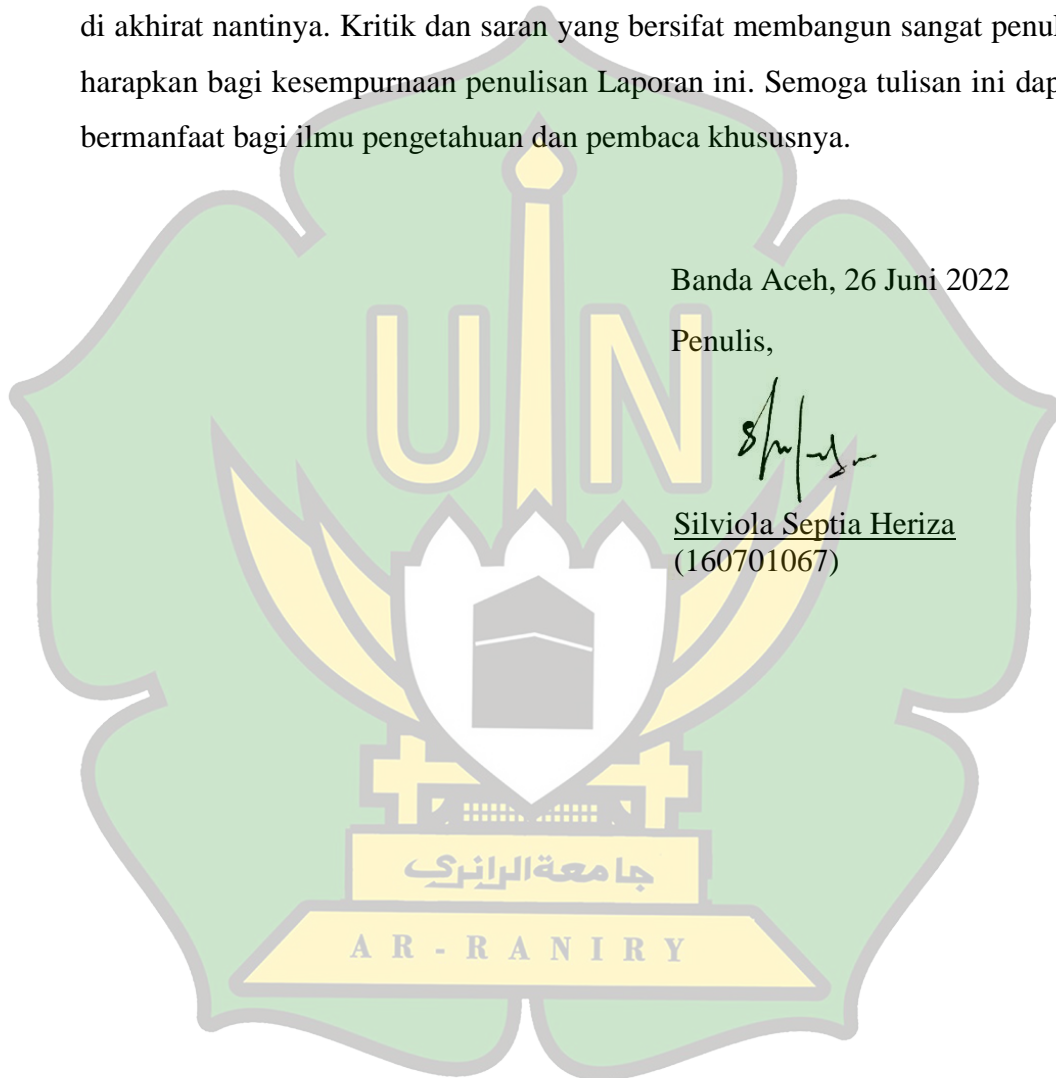 di akhirat nantinya. Kritik dan saran yang bersifat membangun sangat penul
harapkan bagi kesempurnaan penulisan Laporan ini. Semoga tulisan ini dap
bermanfaat bagi ilmu pengetahuan dan pembaca khususnya.
Banda Aceh, 26 Juni 2022
Penulis,
Silviola Septia Heriza
(160701067)
UIN
جامعة الرانري
AR-RANIRY